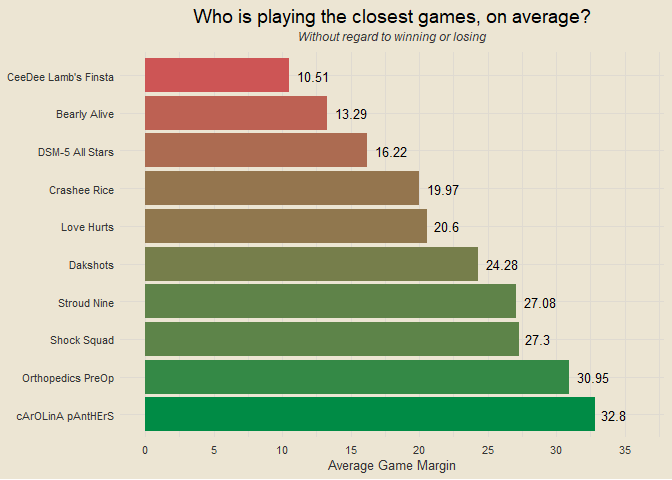 Who is playing the closest games, on average?
Without regard to winning or losing
CeeDee Lamb's Finsta 10.51
Bearly Alive 13.29
DSM-5 All Stars 16.22
Crashee Rice 19.97
Love Hurts 20.6
Dakshots 24.28
Stroud Nine 27.08
Shock Squad 27.3
Orthopedics PreOp 30.95
cArOLinA pAntHErS 32.8
0 5 10 15 20 25 30 35
Average Game Margin